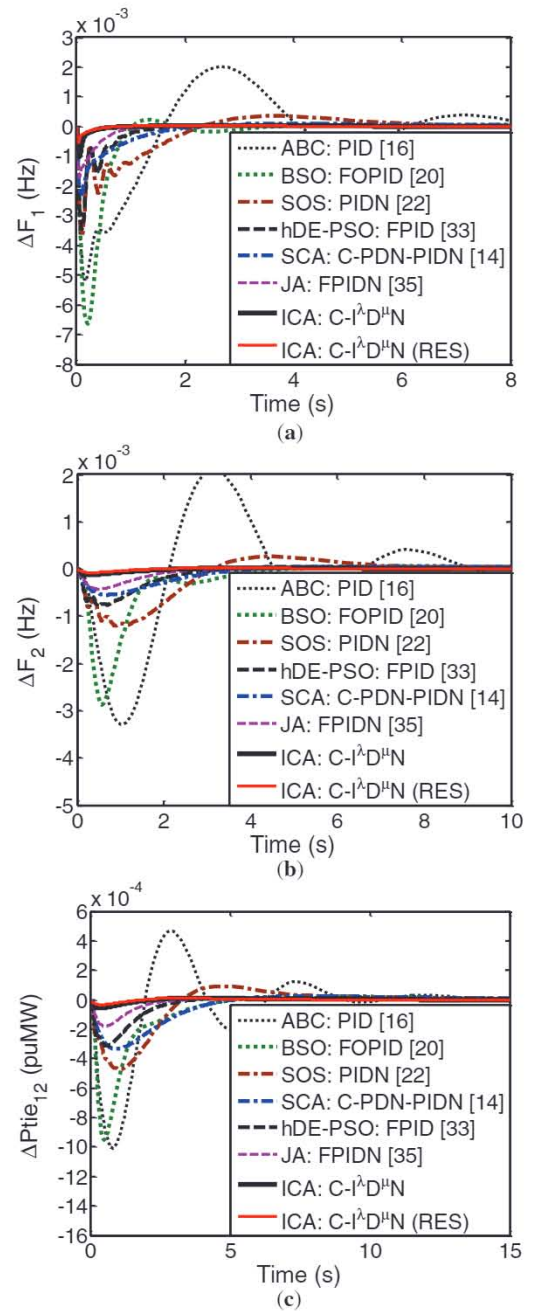 x 10⁻³
3
2
1
0
-1
-2
-3
-4
-5
-6
-7
-8
ΔF₁ (Hz)
ABC: PID [16]
BSO: FOPID [20]
SOS: PIDN [22]
hDE-PSO: FPID [33]
SCA: C-PDN-PIDN [14]
JA: FPIDN [35]
ICA: C-I^λD^μN
ICA: C-I^λD^μN (RES)
0 2 4 6 8
Time (s)
(a)
x 10⁻³
2
1
0
-1
-2
-3
-4
-5
ΔF₂ (Hz)
ABC: PID [16]
BSO: FOPID [20]
SOS: PIDN [22]
hDE-PSO: FPID [33]
SCA: C-PDN-PIDN [14]
JA: FPIDN [35]
ICA: C-I^λD^μN
ICA: C-I^λD^μN (RES)
0 2 4 6 8 10
Time (s)
(b)
x 10⁻⁴
6
4
2
0
-2
-4
-6
-8
-10
-12
-14
-16
ΔPtie₁₂ (puMW)
ABC: PID [16]
BSO: FOPID [20]
SOS: PIDN [22]
SCA: C-PDN-PIDN [14]
hDE-PSO: FPID [33]
JA: FPIDN [35]
ICA: C-I^λD^μN
ICA: C-I^λD^μN (RES)
0 5 10 15
Time (s)
(c)